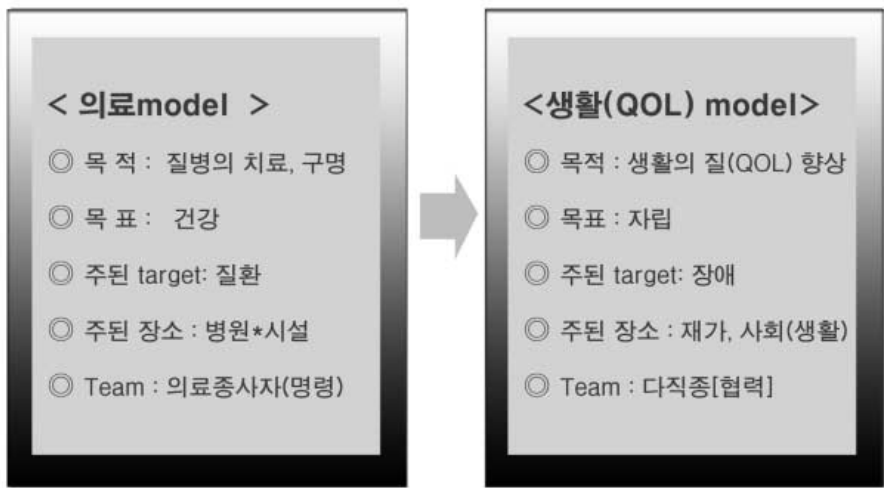 < 의료model >
◎ 목 적 : 질병의 치료, 구명
◎ 목 표 : 건강
◎ 주된 target: 질환
◎ 주된 장소 : 병원*시설
◎ Team : 의료종사자(명령)
<생활(QOL) model>
◎ 목적 : 생활의 질(QOL) 향상
◎ 목표 : 자립
◎ 주된 target: 장애
◎ 주된 장소 : 재가, 사회(생활)
◎ Team : 다직종[협력]